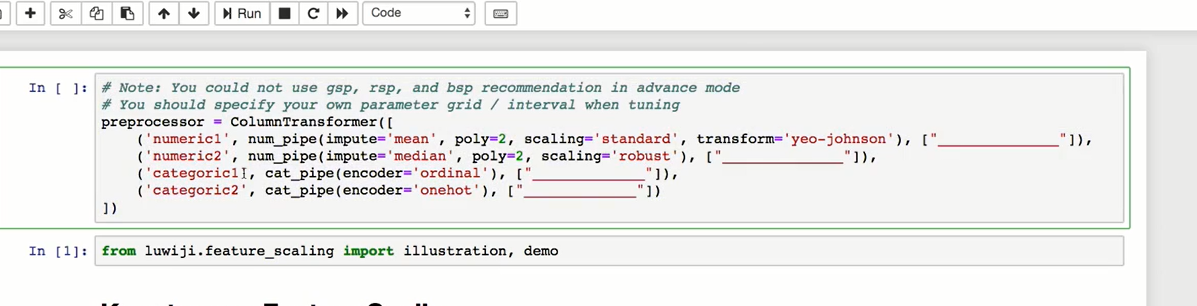 Run
Code
In [ ]:
# Note: You could not use gsp, rsp, and bsp recommendation in advance mode
# You should specify your own parameter grid / interval when tuning
preprocessor = ColumnTransformer([
('numeric1', num_pipe(impute='mean', poly=2, scaling='standard', transform='yeo-johnson'), ["______________"]),
('numeric2', num_pipe(impute='median', poly=2, scaling='robust'), ["______________"]),
('categoric1', cat_pipe(encoder='ordinal'), ["_____________"]),
('categoric2', cat_pipe(encoder='onehot'), ["_____________"])
])
In [1]:
from luwiji.feature_scaling import illustration, demo